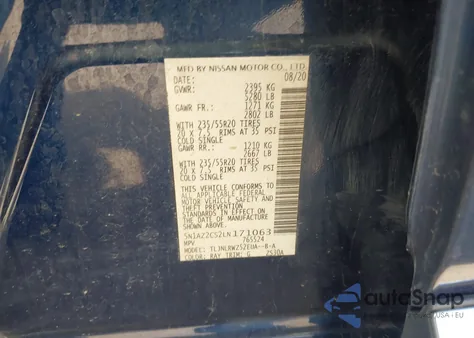 MFD BY NISSAN MOTOR CO., LTD
DATE: 08/20
GVWR: 2395 KG
5280 LB
GAWR FR: 1271 KG
2802 LB
WITH 235/55R20 TIRES
20 X 7.5 RIMS AT 35 PSI
COLD SINGLE
GAWR RR: 1210 KG
2667 LB
WITH 235/55R20 TIRES
20 X 7.5 RIMS AT 35 PSI
COLD SINGLE
THIS VEHICLE CONFORMS TO ALL
APPLICABLE FEDERAL MOTOR
VEHICLE SAFETY AND THEFT PREVENTION
STANDARDS IN EFFECT ON THE
DATE OF MANUFACTURE
SHOWN ABOVE
5N1AZ2CS2LN171063
MPV 765524
MODEL: TLJNLRWZ52EUA--B-A
COLOR: RAY TRIM: G 2530A
autoSnap